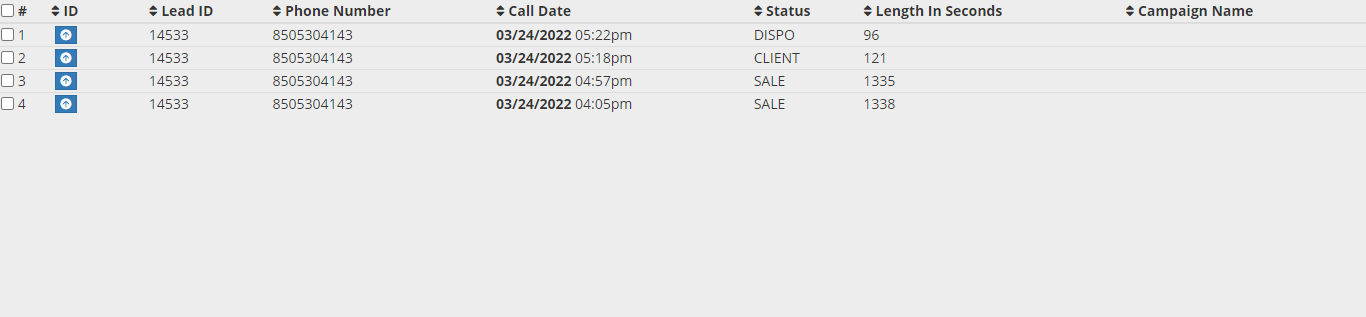 # ID Lead ID Phone Number Call Date Status Length In Seconds Campaign Name
1 14533 8505304143 03/24/2022 05:22pm DISPO 96
2 14533 8505304143 03/24/2022 05:18pm CLIENT 121
3 14533 8505304143 03/24/2022 04:57pm SALE 1335
4 14533 8505304143 03/24/2022 04:05pm SALE 1338